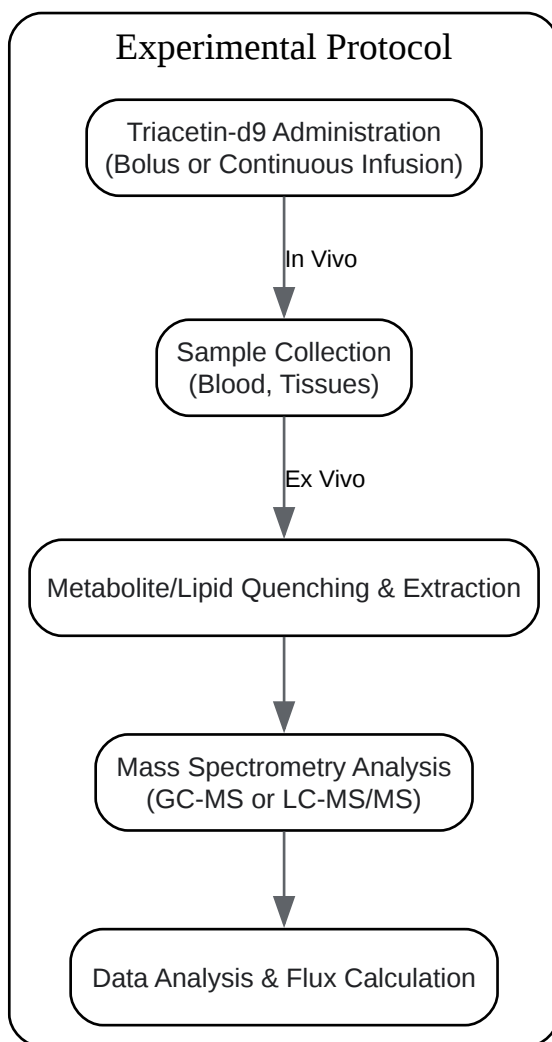 Experimental Protocol
Triacetin-d9 Administration
(Bolus or Continuous Infusion)
In Vivo
Sample Collection
(Blood, Tissues)
Ex Vivo
Metabolite/Lipid Quenching & Extraction
Mass Spectrometry Analysis
(GC-MS or LC-MS/MS)
Data Analysis & Flux Calculation